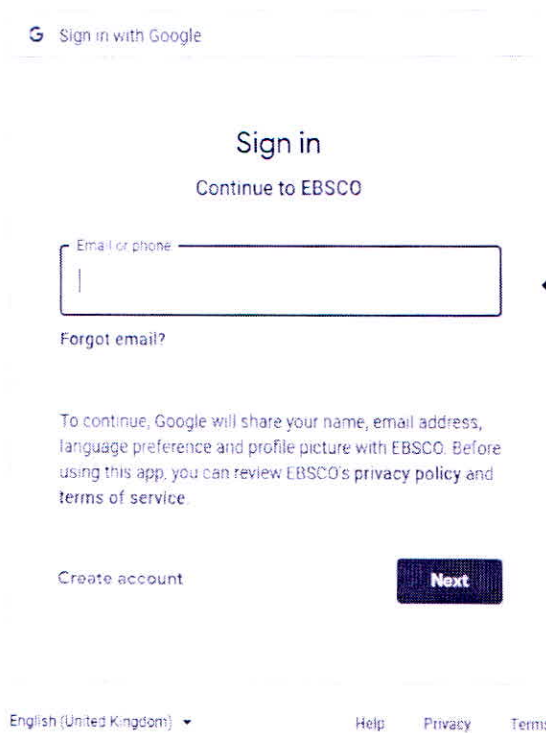 G Sign in with Google
Sign in
Continue to EBSCO
Email or phone
Forgot email?
To continue, Google will share your name, email address,
language preference and profile picture with EBSCO. Before
using this app, you can review EBSCO's privacy policy and
terms of service.
Create account Next
English (United Kingdom) Help Privacy Terms